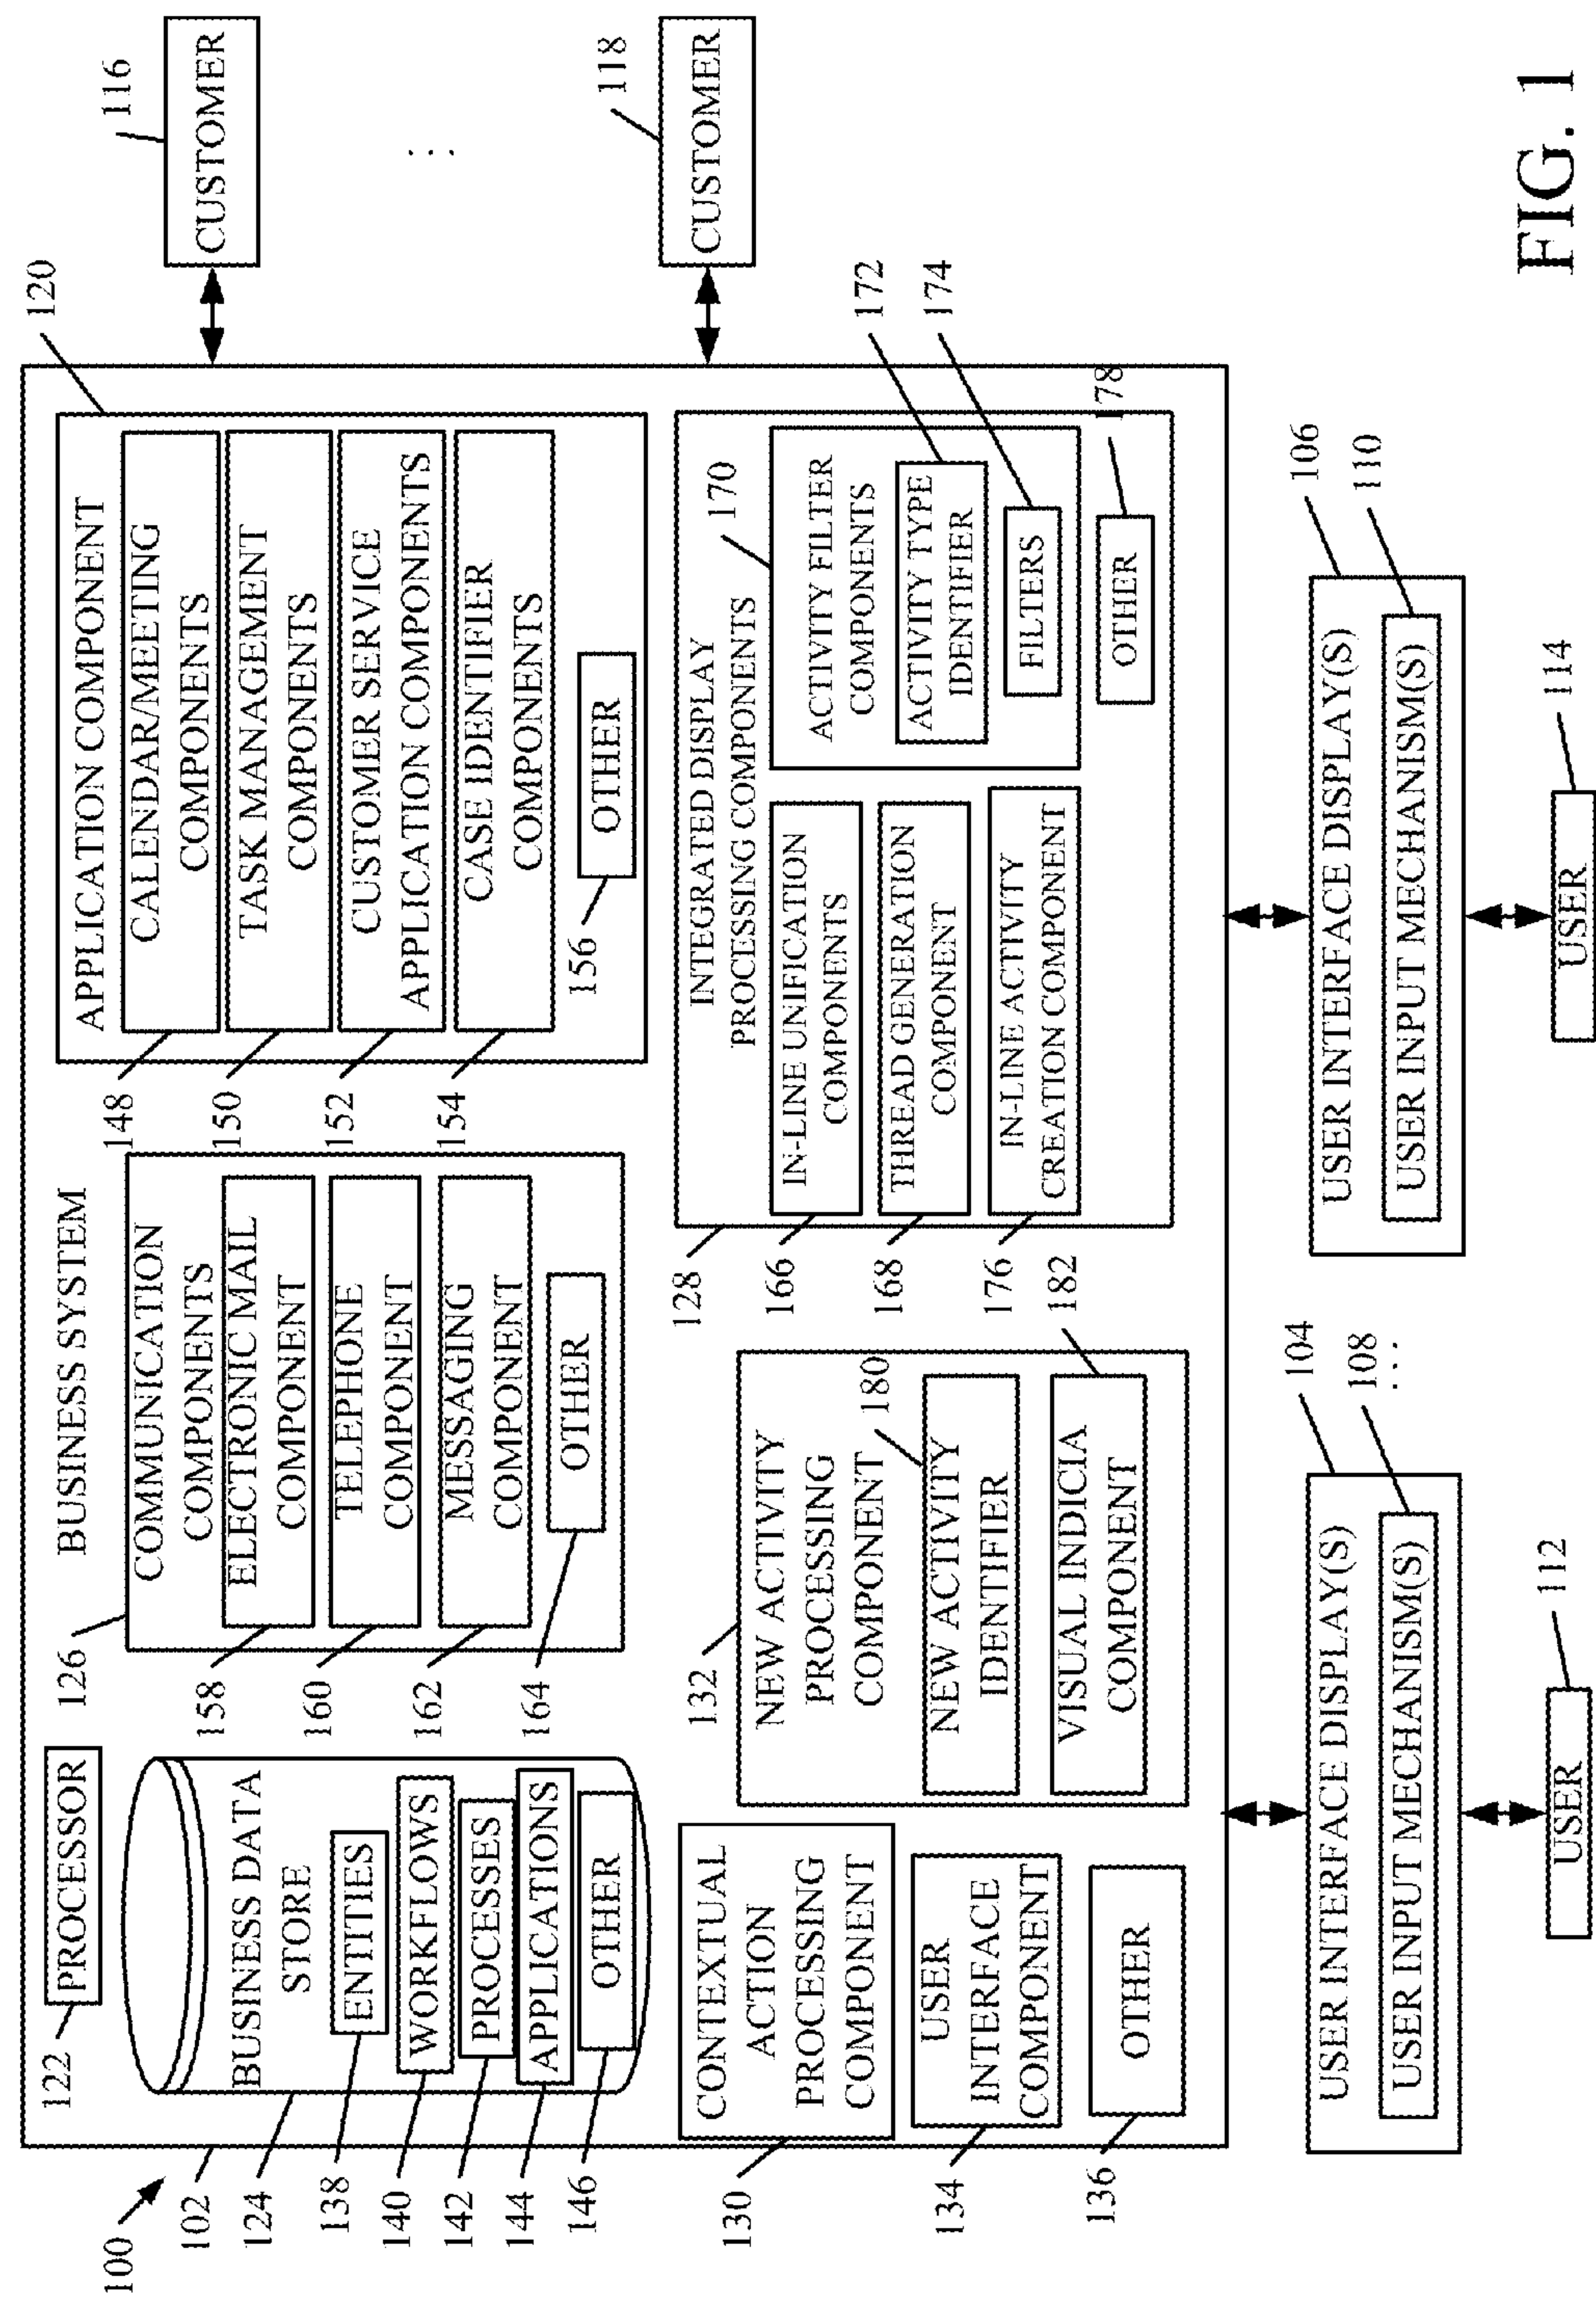 100
102
122
PROCESSOR
BUSINESS SYSTEM
124
BUSINESS DATA
STORE
138
ENTITIES
140
WORKFLOWS
142
PROCESSES
144
APPLICATIONS
146
OTHER
126
COMMUNICATION
COMPONENTS
158
ELECTRONIC MAIL
COMPONENT
160
TELEPHONE
COMPONENT
162
MESSAGING
COMPONENT
164
OTHER
120
APPLICATION COMPONENT
148
CALENDAR/MEETING
COMPONENTS
150
TASK MANAGEMENT
COMPONENTS
152
CUSTOMER SERVICE
APPLICATION COMPONENTS
154
CASE IDENTIFIER
COMPONENTS
156
OTHER
116
CUSTOMER
⋮
118
CUSTOMER
130
CONTEXTUAL
ACTION
PROCESSING
COMPONENT
134
USER
INTERFACE
COMPONENT
136
OTHER
132
NEW ACTIVITY
PROCESSING
COMPONENT
180
NEW ACTIVITY
IDENTIFIER
182
VISUAL INDICIA
COMPONENT
128
INTEGRATED DISPLAY
PROCESSING COMPONENTS
166
IN-LINE UNIFICATION
COMPONENTS
168
THREAD GENERATION
COMPONENT
176
IN-LINE ACTIVITY
CREATION COMPONENT
170
ACTIVITY FILTER
COMPONENTS
172
ACTIVITY TYPE
IDENTIFIER
174
FILTERS
178
OTHER
104
USER INTERFACE DISPLAY(S)
108
USER INPUT MECHANISM(S)
112
USER
...
106
USER INTERFACE DISPLAY(S)
110
USER INPUT MECHANISM(S)
114
USER
FIG. 1